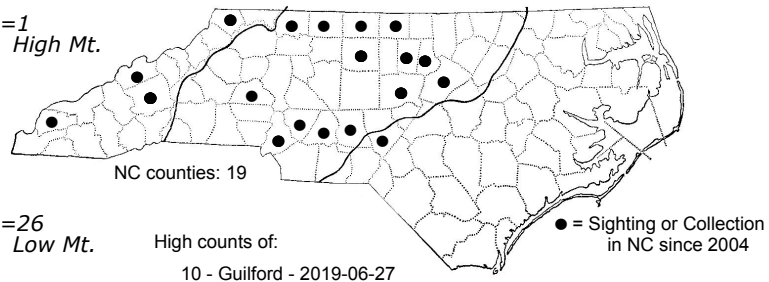 =1
High Mt.
NC counties: 19
=26
Low Mt.
High counts of:
10 - Guilford - 2019-06-27
● = Sighting or Collection
in NC since 2004